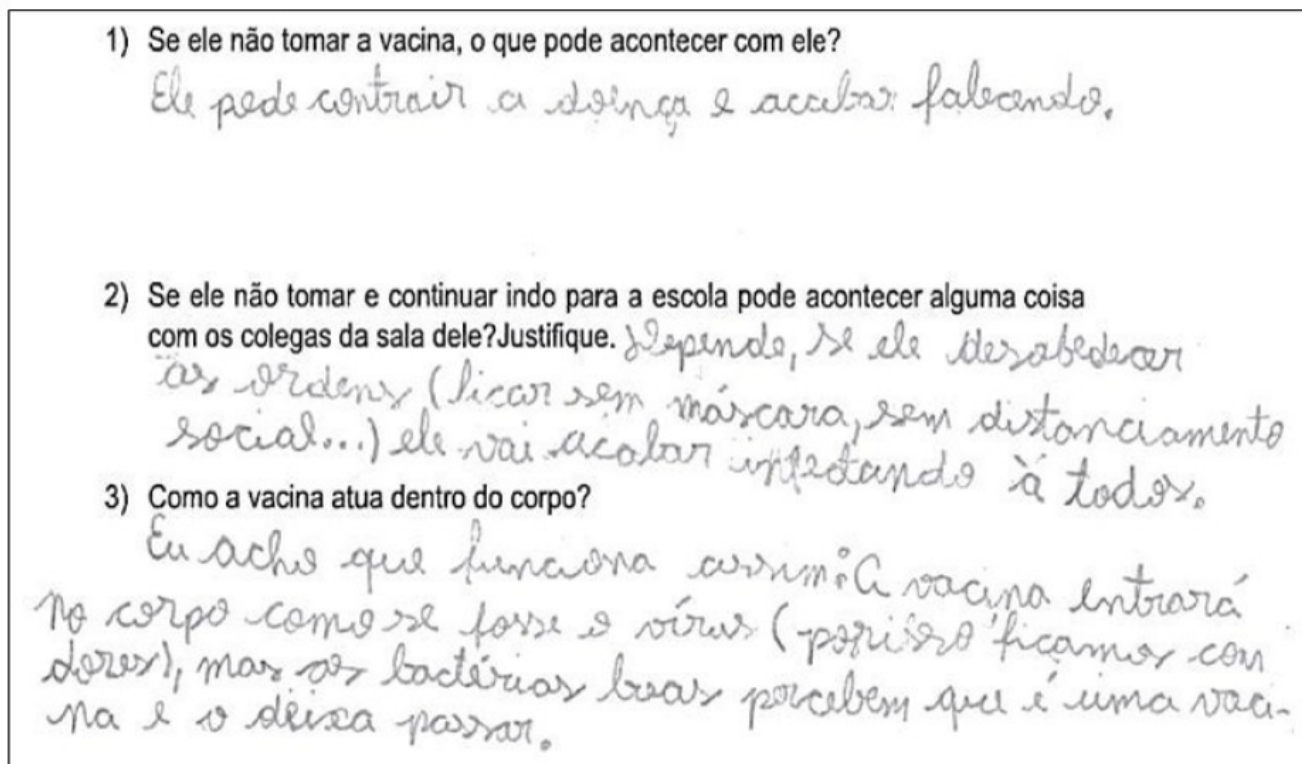 1) Se ele não tomar a vacina, o que pode acontecer com ele?
Ele pode contrair a doença e acabar falecendo.
2) Se ele não tomar e continuar indo para a escola pode acontecer alguma coisa
com os colegas da sala dele?Justifique. Depende, se ele desobedecer
as ordens (ficar sem máscara, sem distanciamento
social...) ele vai acabar infectando à todos.
3) Como a vacina atua dentro do corpo?
Eu acho que funciona assim: A vacina entrará
no corpo como se fosse o vírus (porisso ficamos com
dores), mas as bactérias boas percebem que é uma vaci-
na e o deixa passar.